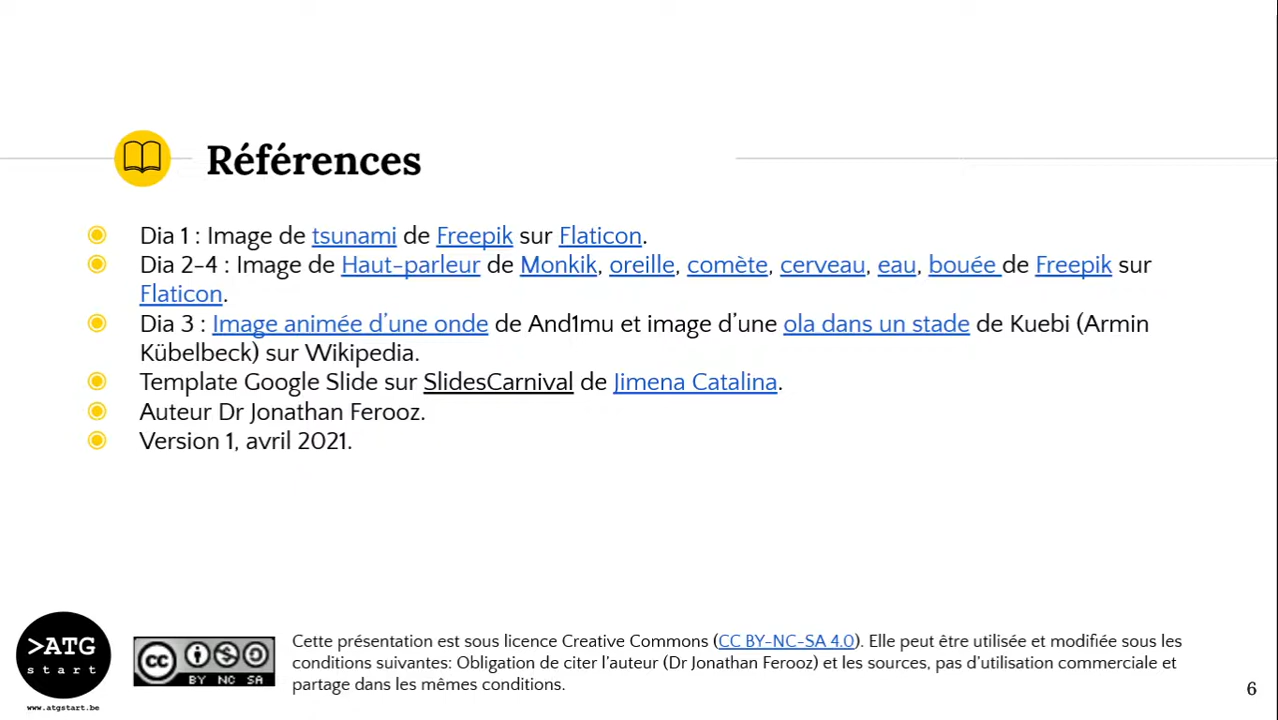 Références
Dia 1 : Image de tsunami de Freepik sur Flaticon.
Dia 2-4 : Image de Haut-parleur de Monkik, oreille, comète, cerveau, eau, bouée de Freepik sur
Flaticon.
Dia 3 : Image animée d’une onde de And1mu et image d’une ola dans un stade de Kuebi (Armin
Kübelbeck) sur Wikipedia.
Template Google Slide sur SlidesCarnival de Jimena Catalina.
Auteur Dr Jonathan Ferooz.
Version 1, avril 2021.
>ATG
start
www.atgstart.be
cc
BY NC SA
Cette présentation est sous licence Creative Commons (CC BY-NC-SA 4.0). Elle peut être utilisée et modifiée sous les
conditions suivantes: Obligation de citer l’auteur (Dr Jonathan Ferooz) et les sources, pas d’utilisation commerciale et
partage dans les mêmes conditions.
6